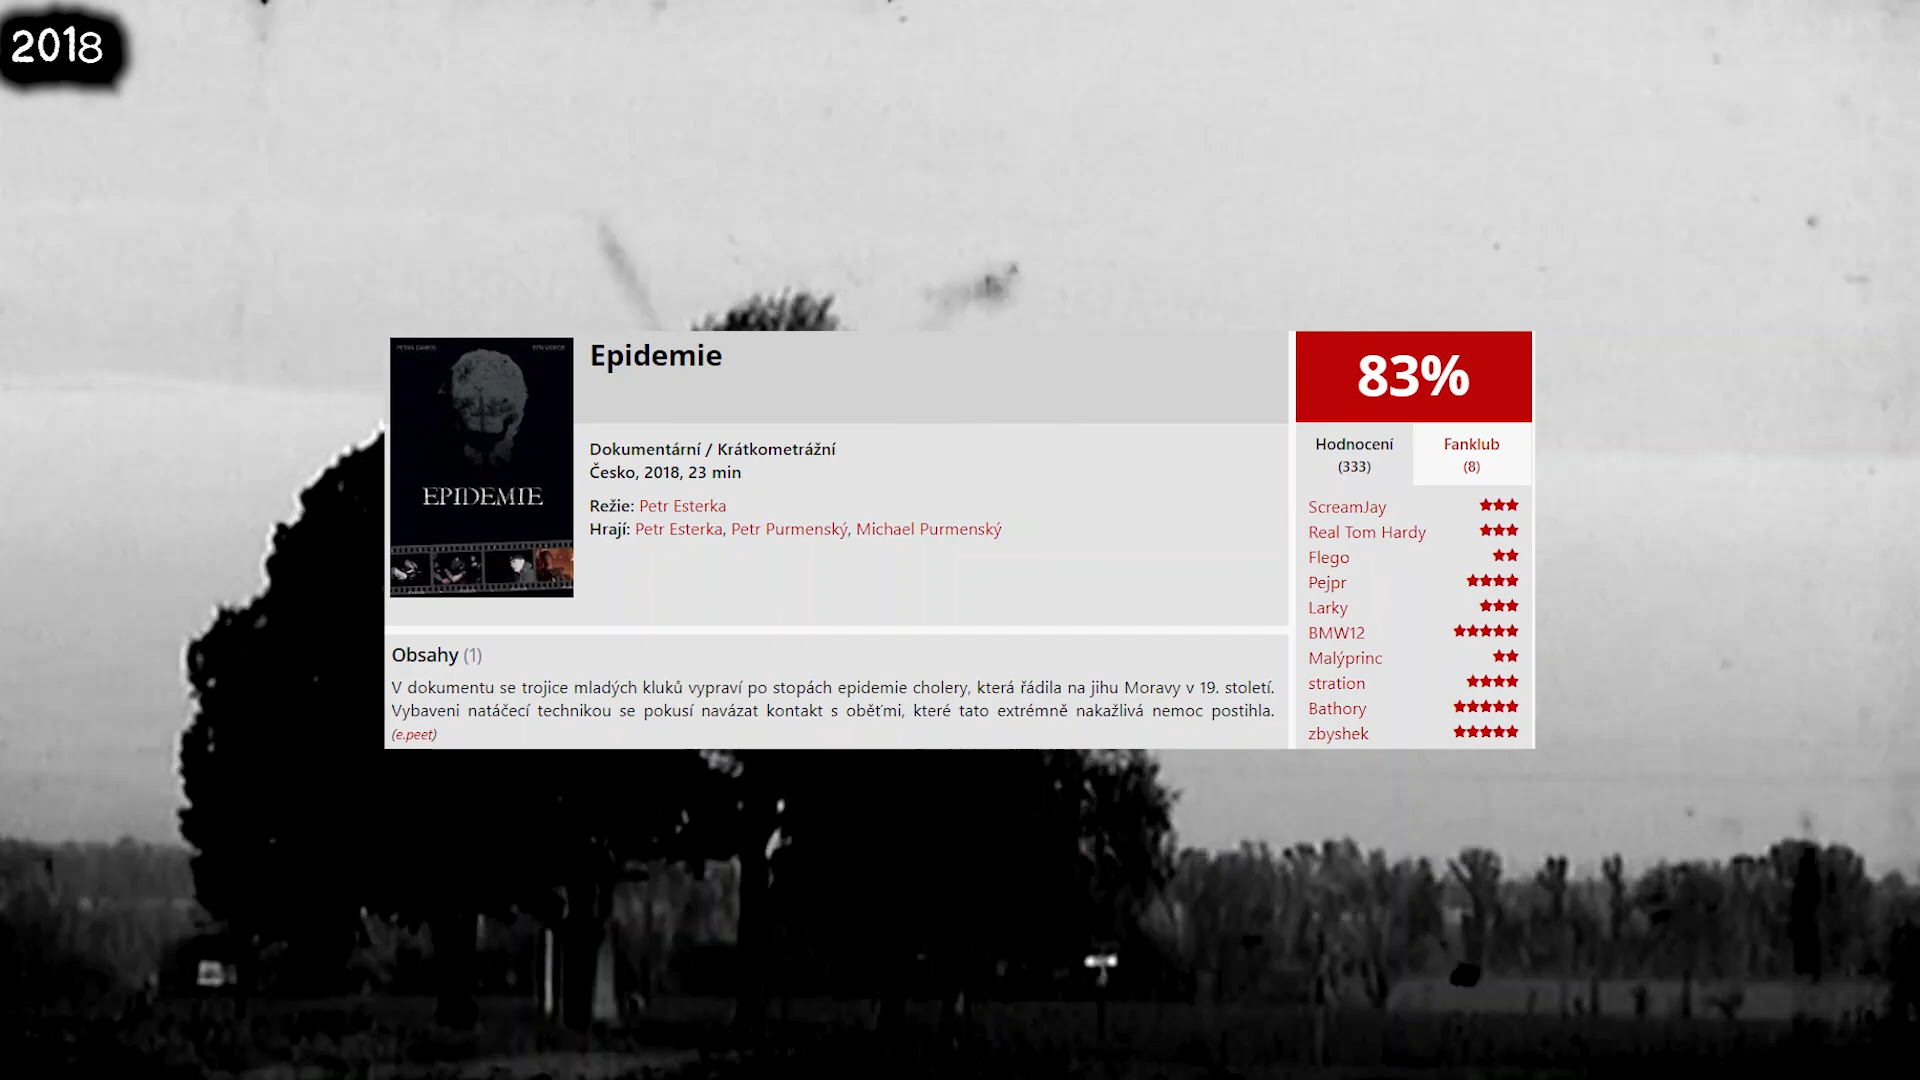 2018
PETAN GAMES
EPIDEMIE
Epidemie
Dokumentární / Krátkometrážní
Česko, 2018, 23 min
Režie: Petr Esterka
Hrají: Petr Esterka, Petr Purmenský, Michael Purmenský
Obsahy (1)
V dokumentu se trojice mladých kluků vypraví po stopách epidemie cholery, která řádila na jihu Moravy v 19. století.
Vybaveni natáčecí technikou se pokusí navázat kontakt s oběťmi, které tato extrémně nakažlivá nemoc postihla.
(e.peet)
83%
Hodnocení
(333)
Fanklub
(8)
ScreamJay
Real Tom Hardy
Flego
Pejpr
Larky
BMW12
Malýprinc
stration
Bathory
zbyshek